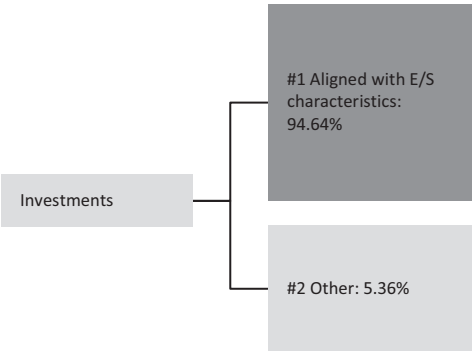 #1 Aligned with E/S
characteristics:
94.64%
Investments
#2 Other: 5.36%